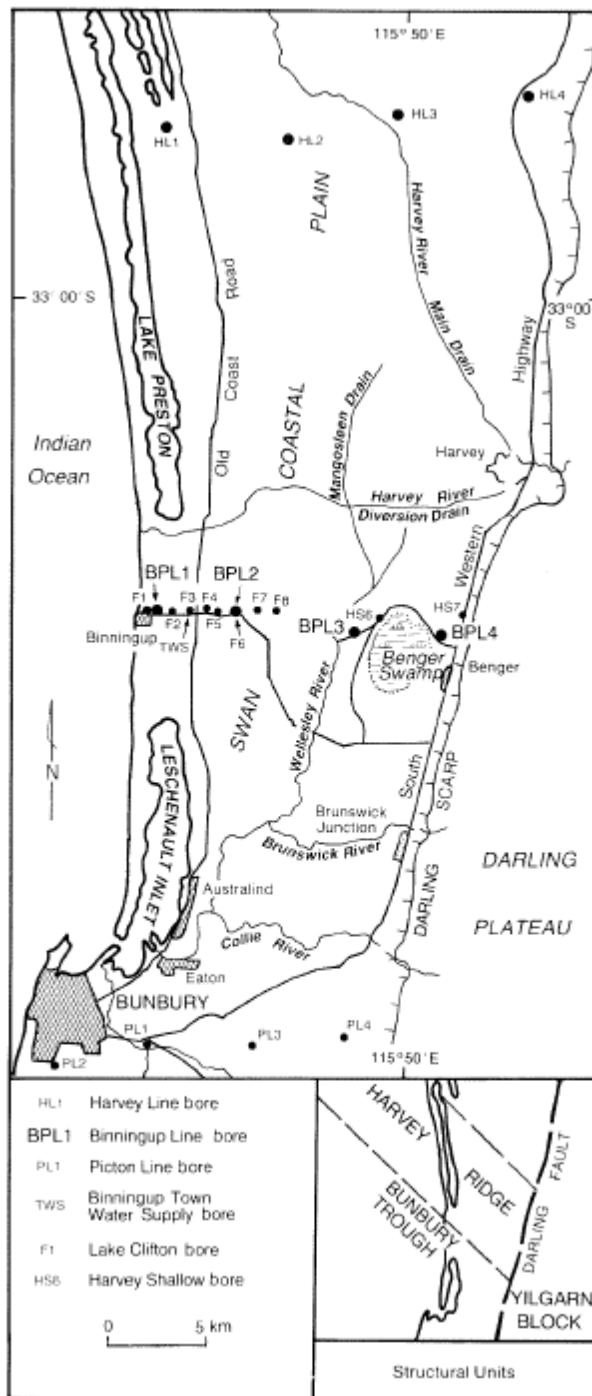 115° 50' E
HL4
HL3
HL1
HL2
PLAIN
Harvey River
Main Drain
33° 00' S
33°00'
S
Road
Coast
Old
LAKE PRESTON
Highway
COASTAL
Mangosleen Drain
Indian
Ocean
Harvey
Harvey River
Diversion Drain
Western
BPL1
BPL2
F1
F3
F4
F7
F8
F2
F5
TWS
F6
Binningup
HS6
HS7
BPL3
BPL4
Benger
Swamp
Benger
Wellesley River
SWAN
N
LESCHENAULT INLET
South
SCARP
DARLING
Brunswick
Junction
Brunswick River
DARLING
PLATEAU
Australind
Collie River
Eaton
BUNBURY
PL1
PL3
PL4
PL2
115° 50' E
HL1 Harvey Line bore
BPL1 Binningup Line bore
PL1 Picton Line bore
TWS Binningup Town
Water Supply bore
F1 Lake Clifton bore
HS6 Harvey Shallow bore
0 5 km
HARVEY
RIDGE
BUNBURY
TROUGH
DARLING
FAULT
YILGARN
BLOCK
Structural Units